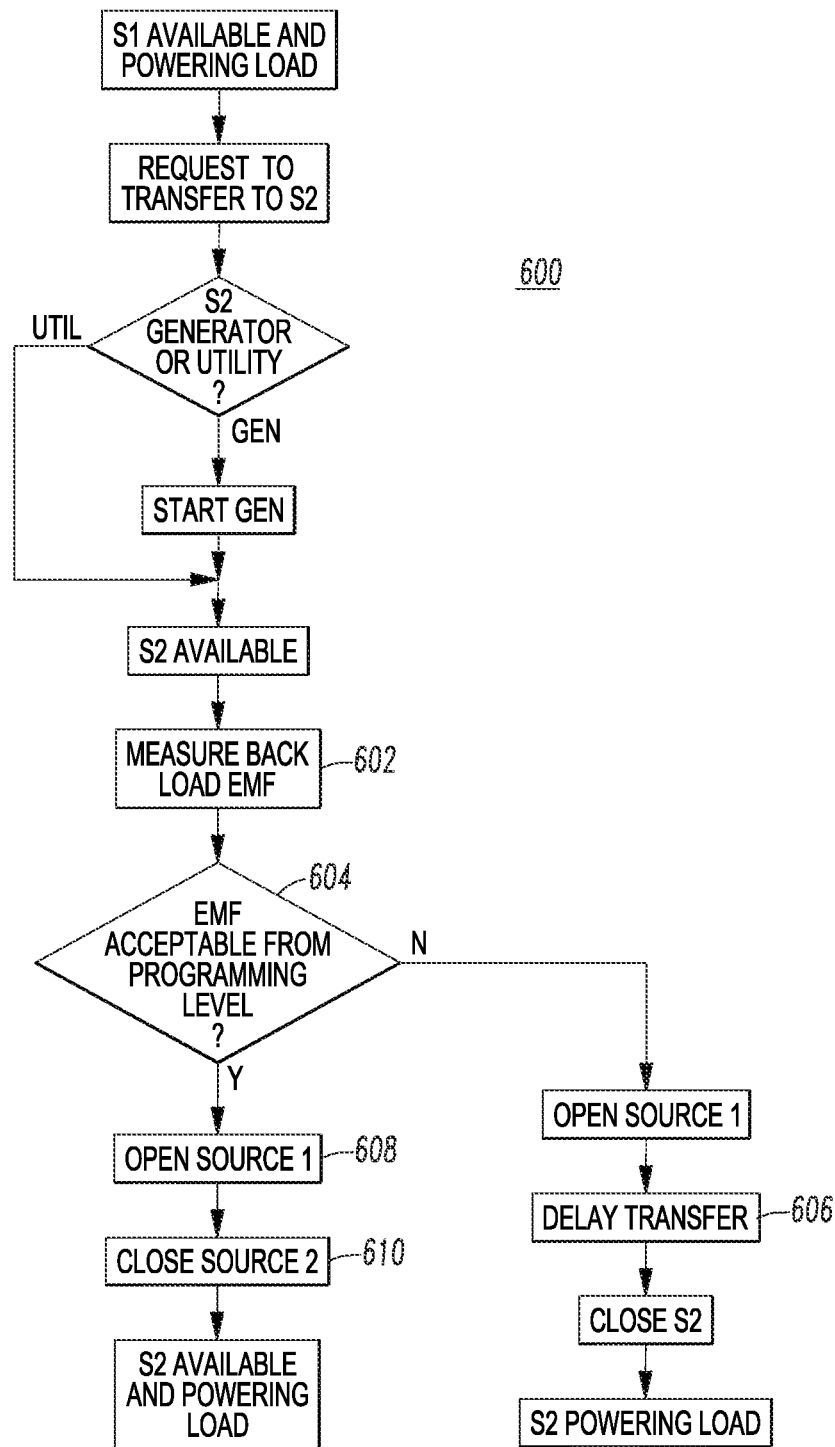 S1 AVAILABLE AND
POWERING LOAD
REQUEST TO
TRANSFER TO S2
600
S2
GENERATOR
OR UTILITY
?
UTIL
GEN
START GEN
S2 AVAILABLE
MEASURE BACK
LOAD EMF
602
604
EMF
ACCEPTABLE FROM
PROGRAMMING
LEVEL
?
N
Y
OPEN SOURCE 1
608
CLOSE SOURCE 2
610
S2 AVAILABLE
AND POWERING
LOAD
OPEN SOURCE 1
DELAY TRANSFER
606
CLOSE S2
S2 POWERING LOAD